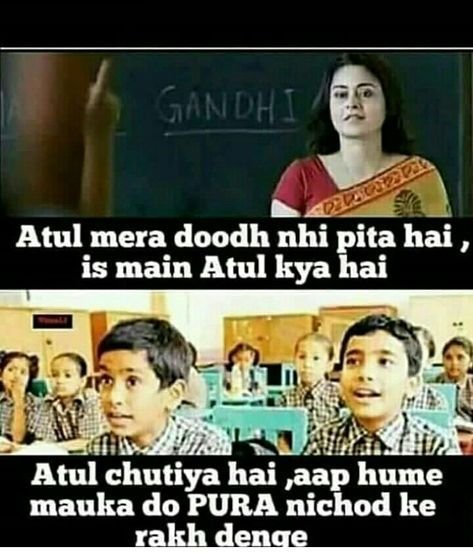 GANDHI
Atul mera doodh nhi pita hai ,
is main Atul kya hai
Atul chutiya hai ,aap hume
mauka do PURA nichod ke
rakh denge